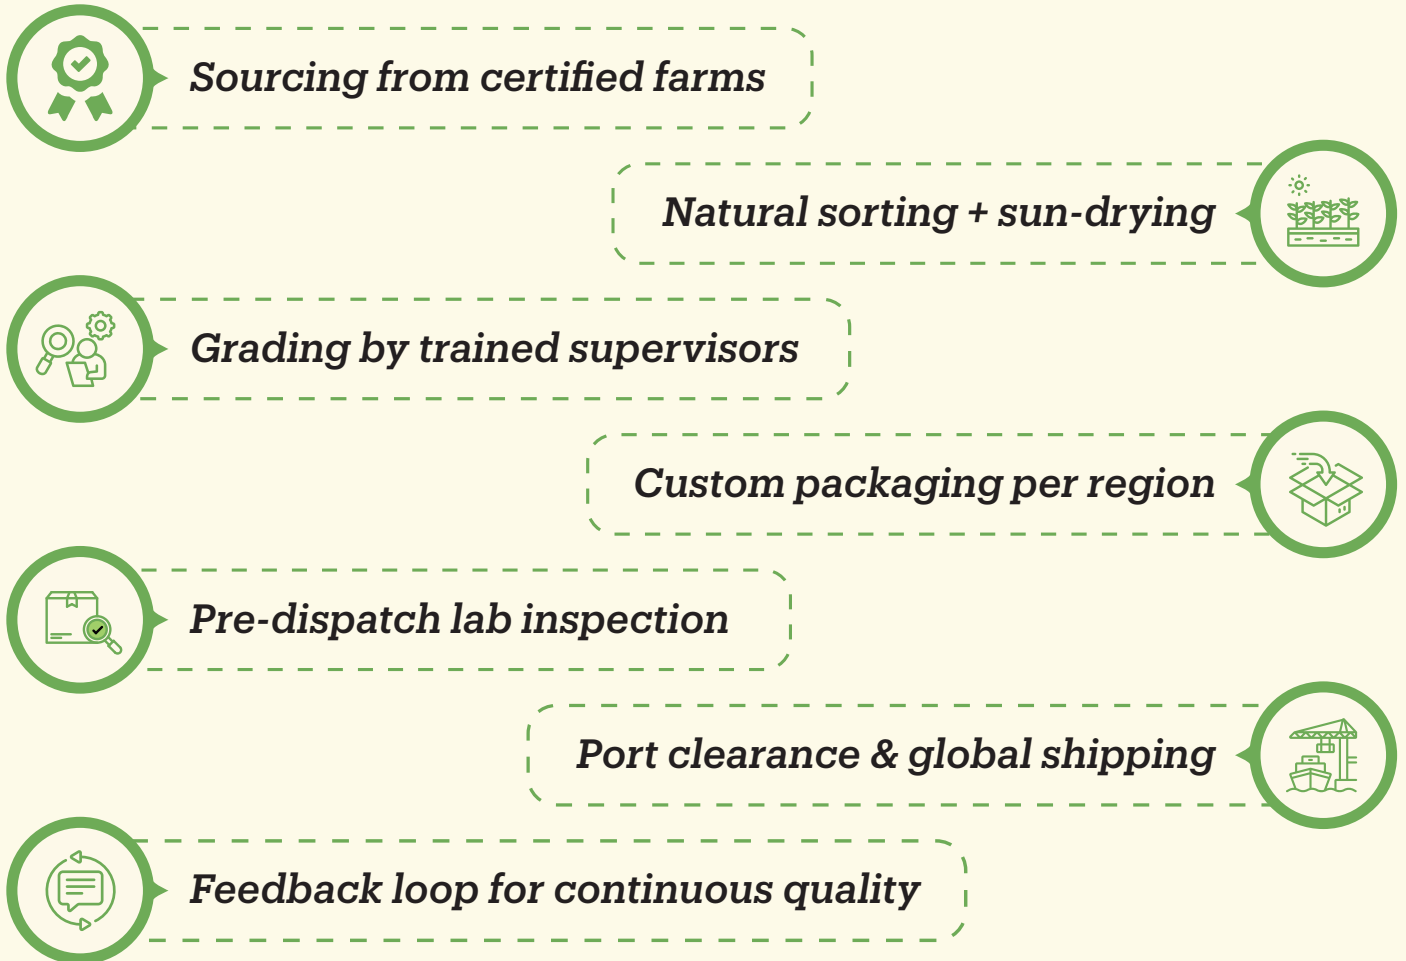 Sourcing from certified farms
Natural sorting + sun-drying
Grading by trained supervisors
Custom packaging per region
Pre-dispatch lab inspection
Port clearance & global shipping
Feedback loop for continuous quality